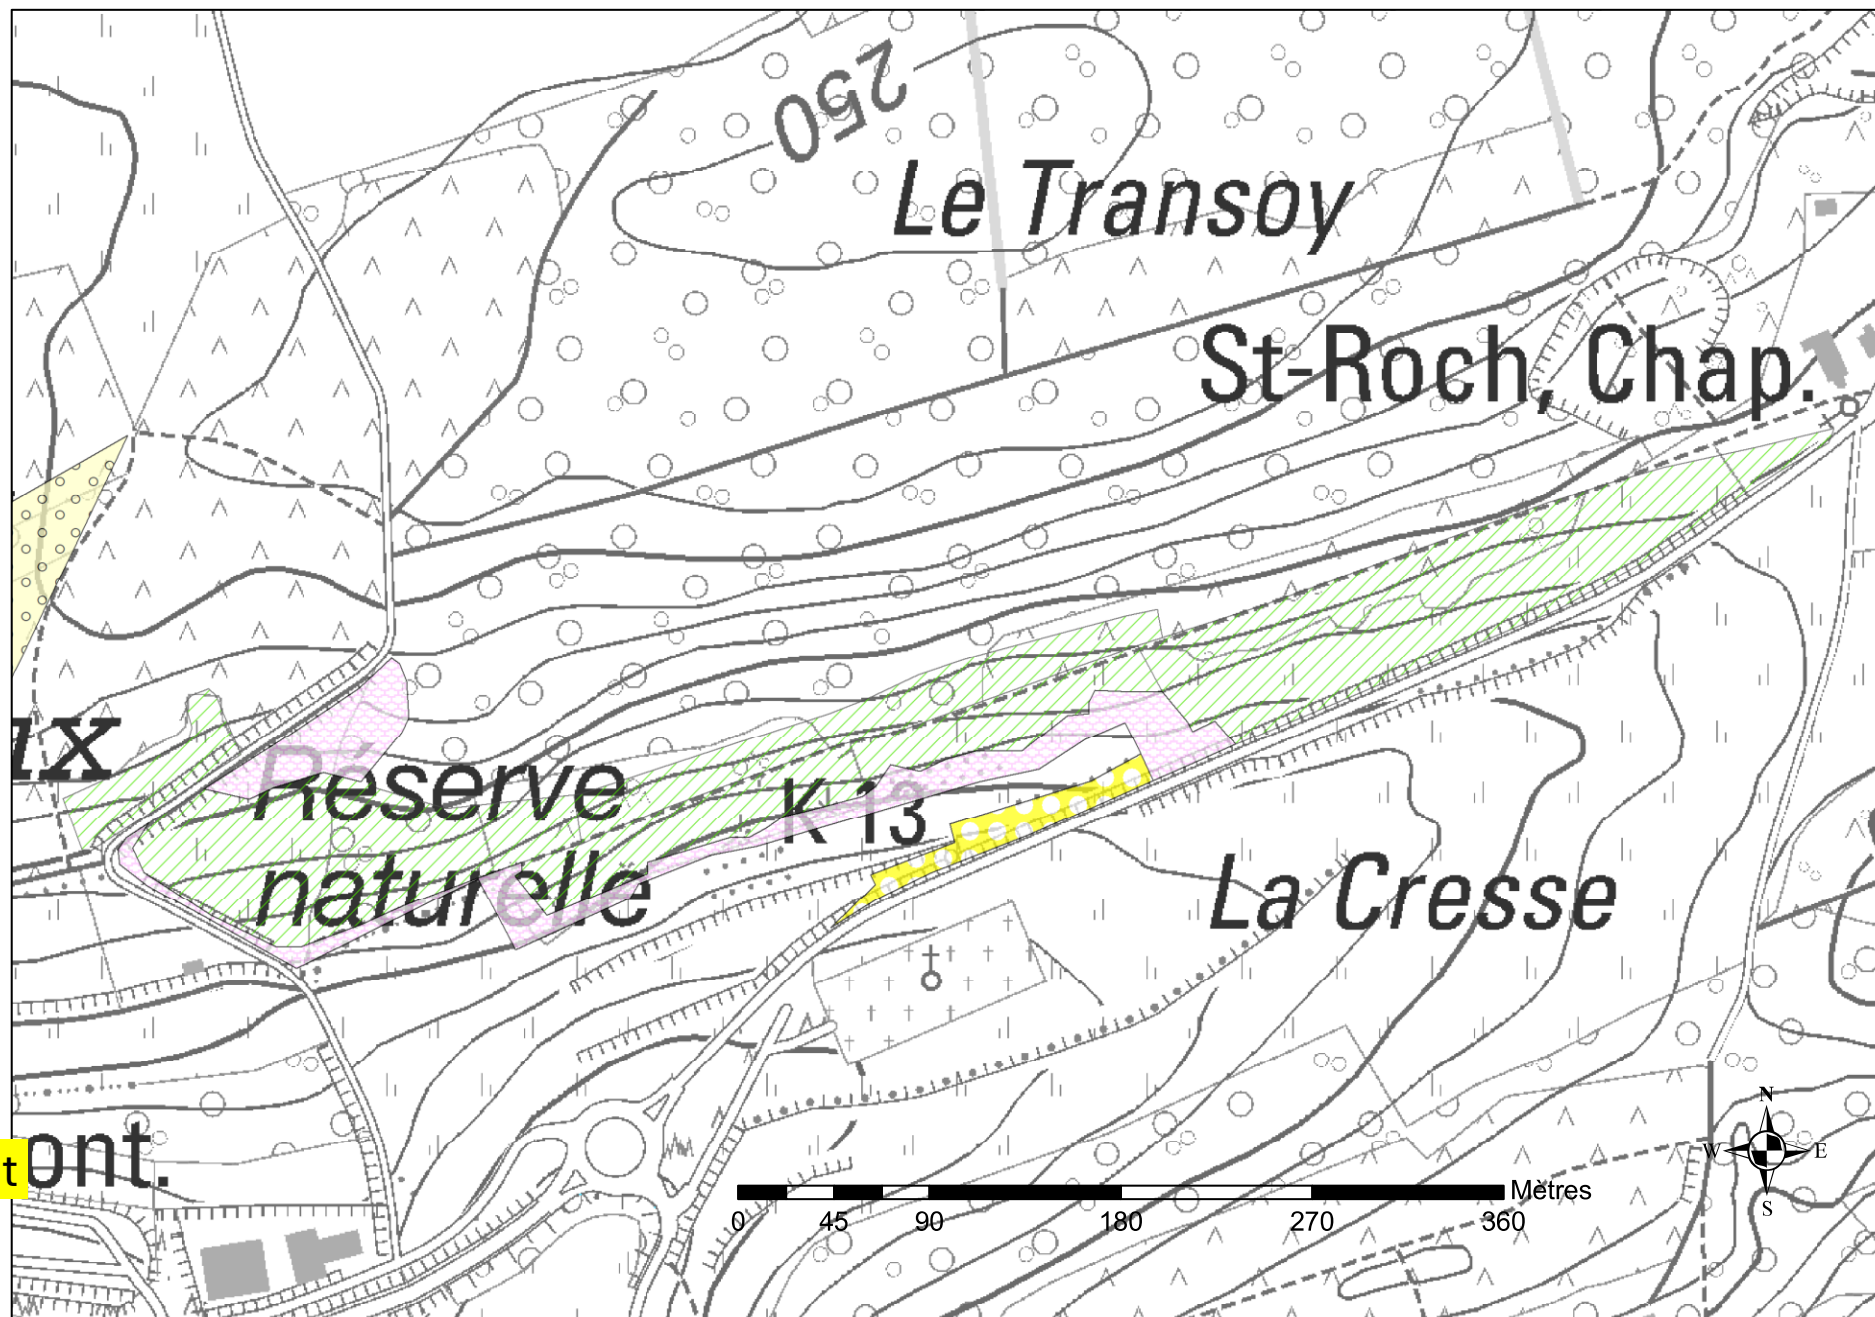 250
Le Transoy
St-Roch, Chap.
ux
Réserve
naturelle
K 13
La Cresse
ont.
t
N
W E
S
Mètres
0 45 90 180 270 360